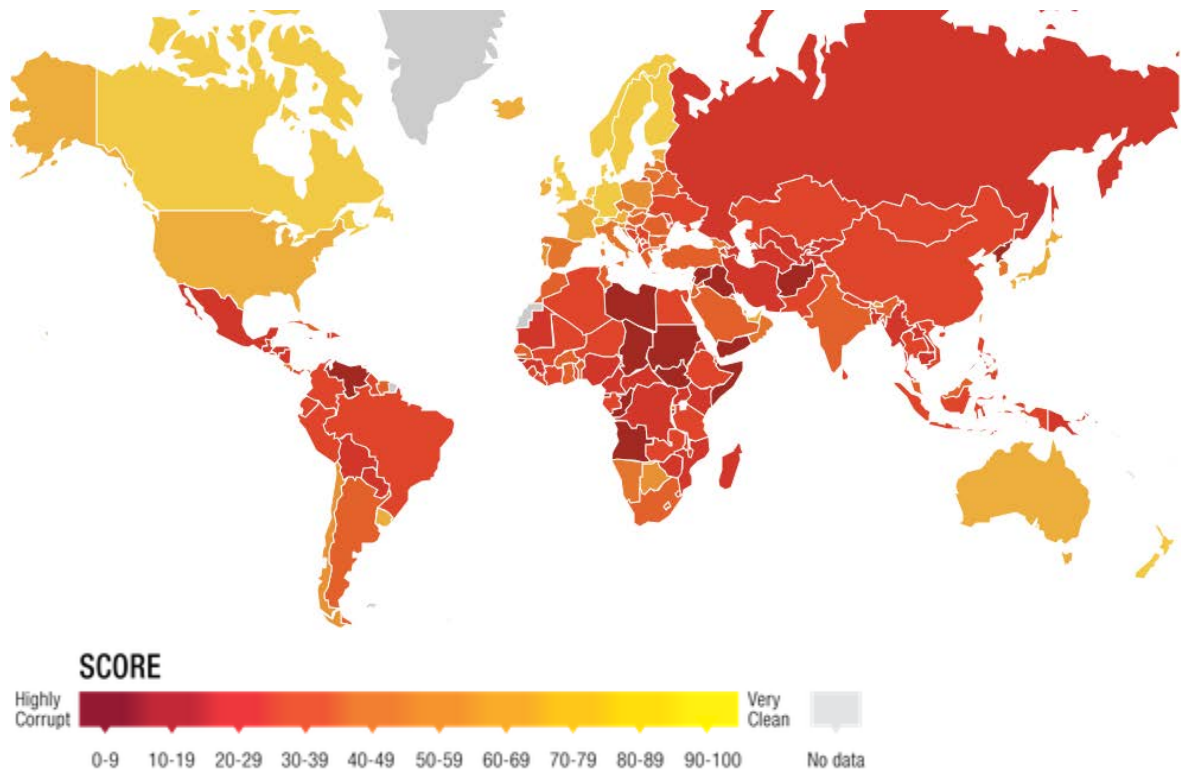 SCORE
Highly
Corrupt
Very
Clean
0-9 10-19 20-29 30-39 40-49 50-59 60-69 70-79 80-89 90-100 No data